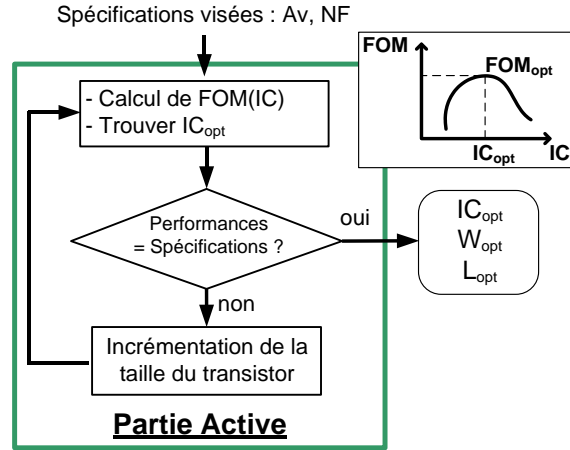 Spécifications visées : Av, NF
FOM
FOMopt
ICopt
IC
- Calcul de FOM(IC)
- Trouver ICopt
Performances
= Spécifications ?
oui
ICopt
Wopt
Lopt
non
Incrémentation de la
taille du transistor
Partie Active